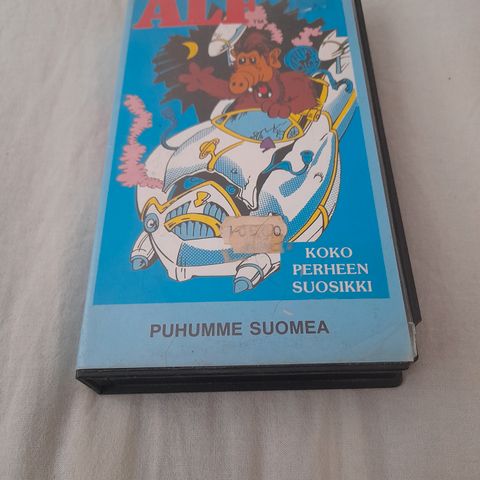 ALF
KOKO
PERHEEN
SUOSIKKI
PUHUMME SUOMEA